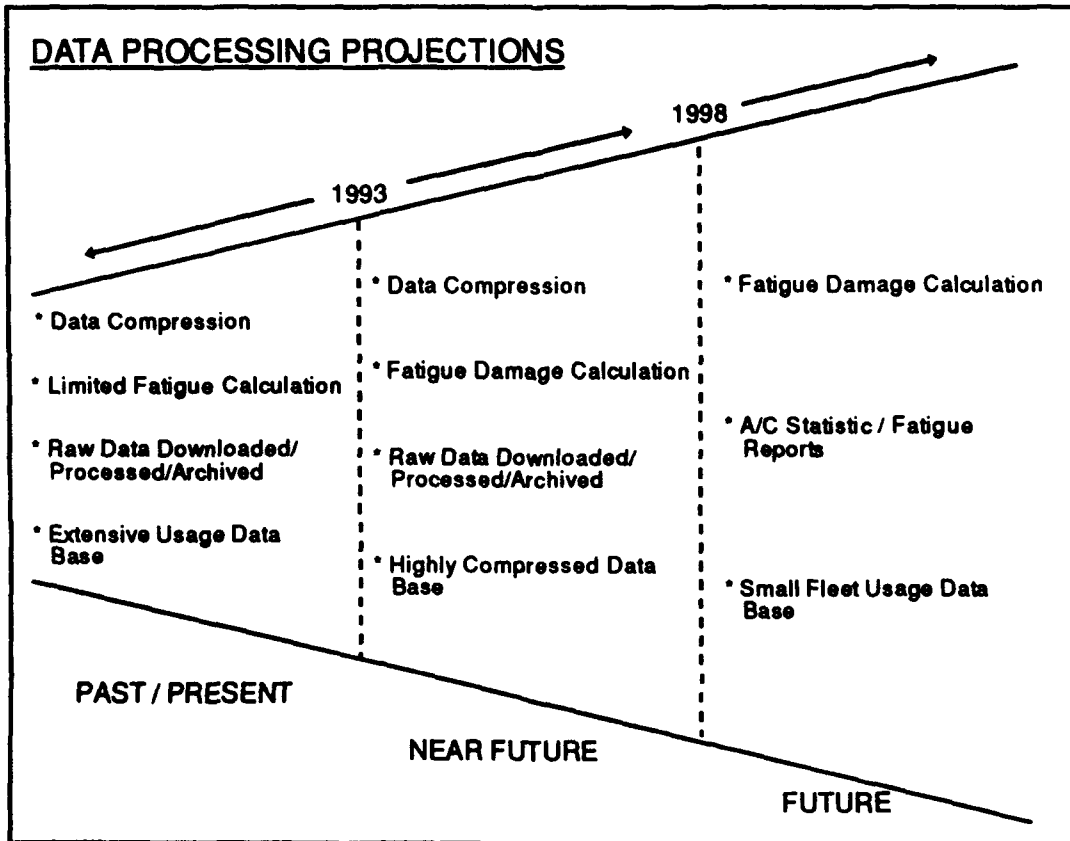 DATA PROCESSING PROJECTIONS
1998
1993
* Data Compression
* Limited Fatigue Calculation
* Raw Data Downloaded/
Processed/Archived
* Extensive Usage Data
Base
* Data Compression
* Fatigue Damage Calculation
* Raw Data Downloaded/
Processed/Archived
* Highly Compressed Data
Base
* Fatigue Damage Calculation
* A/C Statistic / Fatigue
Reports
* Small Fleet Usage Data
Base
PAST / PRESENT
NEAR FUTURE
FUTURE